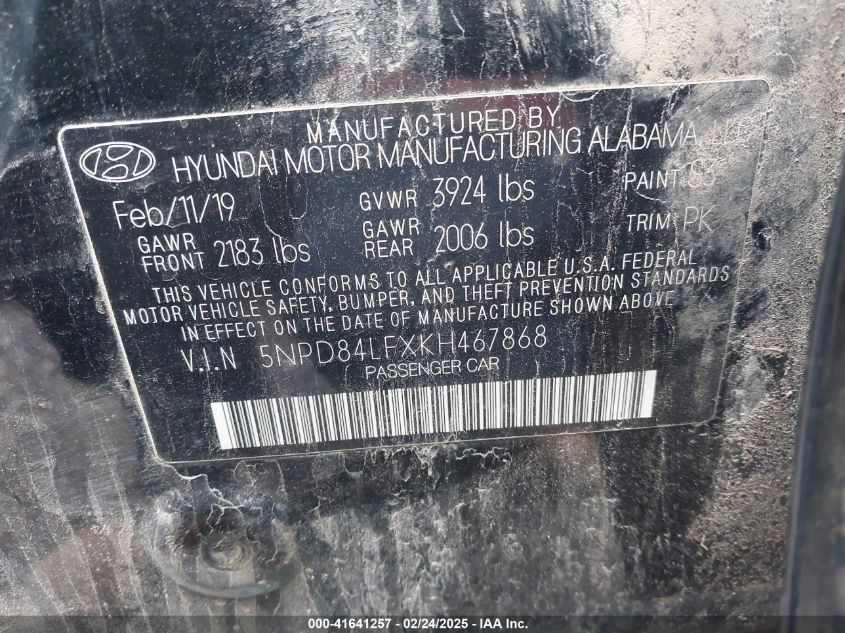 MANUFACTURED BY
HYUNDAI MOTOR MANUFACTURING ALABAMA, LLC
Feb/11/19 GVWR 3924 lbs PAINT:
GAWR FRONT 2183 lbs GAWR REAR 2006 lbs TRIM: PK
THIS VEHICLE CONFORMS TO ALL APPLICABLE U.S.A. FEDERAL
MOTOR VEHICLE SAFETY, BUMPER, AND THEFT PREVENTION STANDARDS
IN EFFECT ON THE DATE OF MANUFACTURE SHOWN ABOVE
V.I.N 5NPD84LFXKH467868
PASSENGER CAR
000-41641257 - 02/24/2025 - IAA Inc.